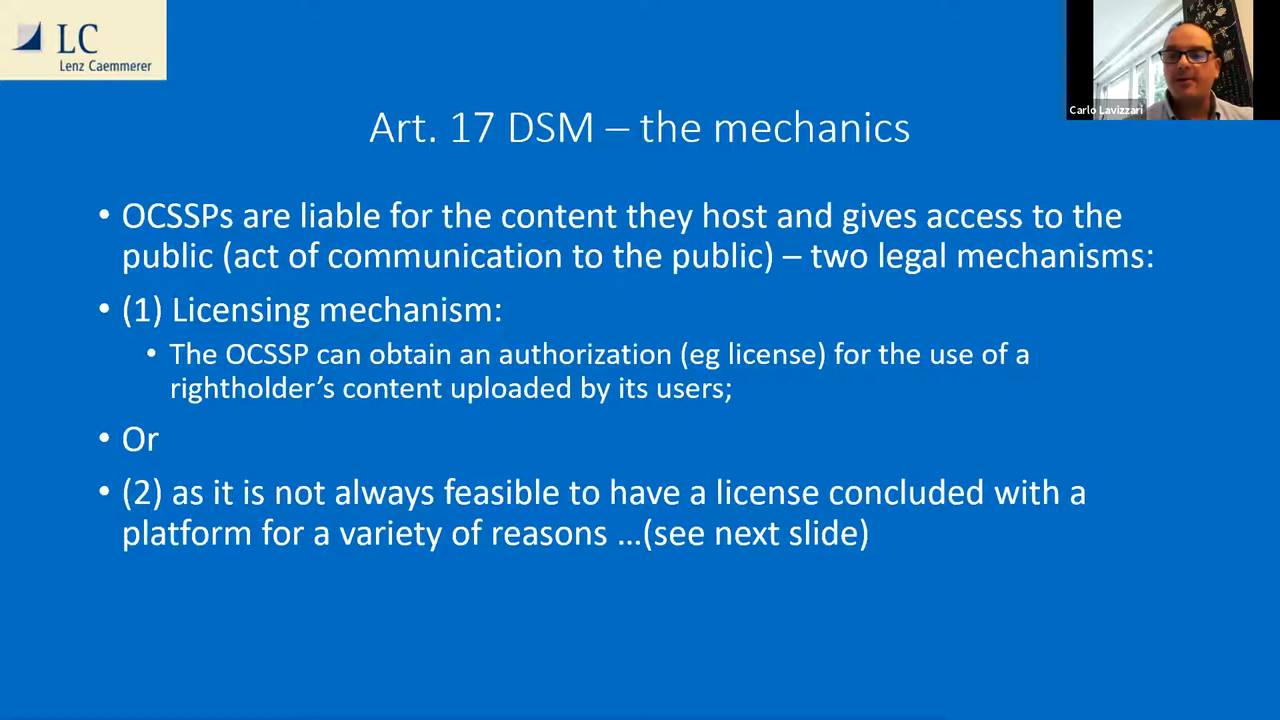 LC
Lenz Caemmerer
Carlo Lavizzari
Art. 17 DSM – the mechanics
• OCSSPs are liable for the content they host and gives access to the
public (act of communication to the public) – two legal mechanisms:
• (1) Licensing mechanism:
• The OCSSP can obtain an authorization (eg license) for the use of a
rightholder’s content uploaded by its users;
• Or
• (2) as it is not always feasible to have a license concluded with a
platform for a variety of reasons …(see next slide)